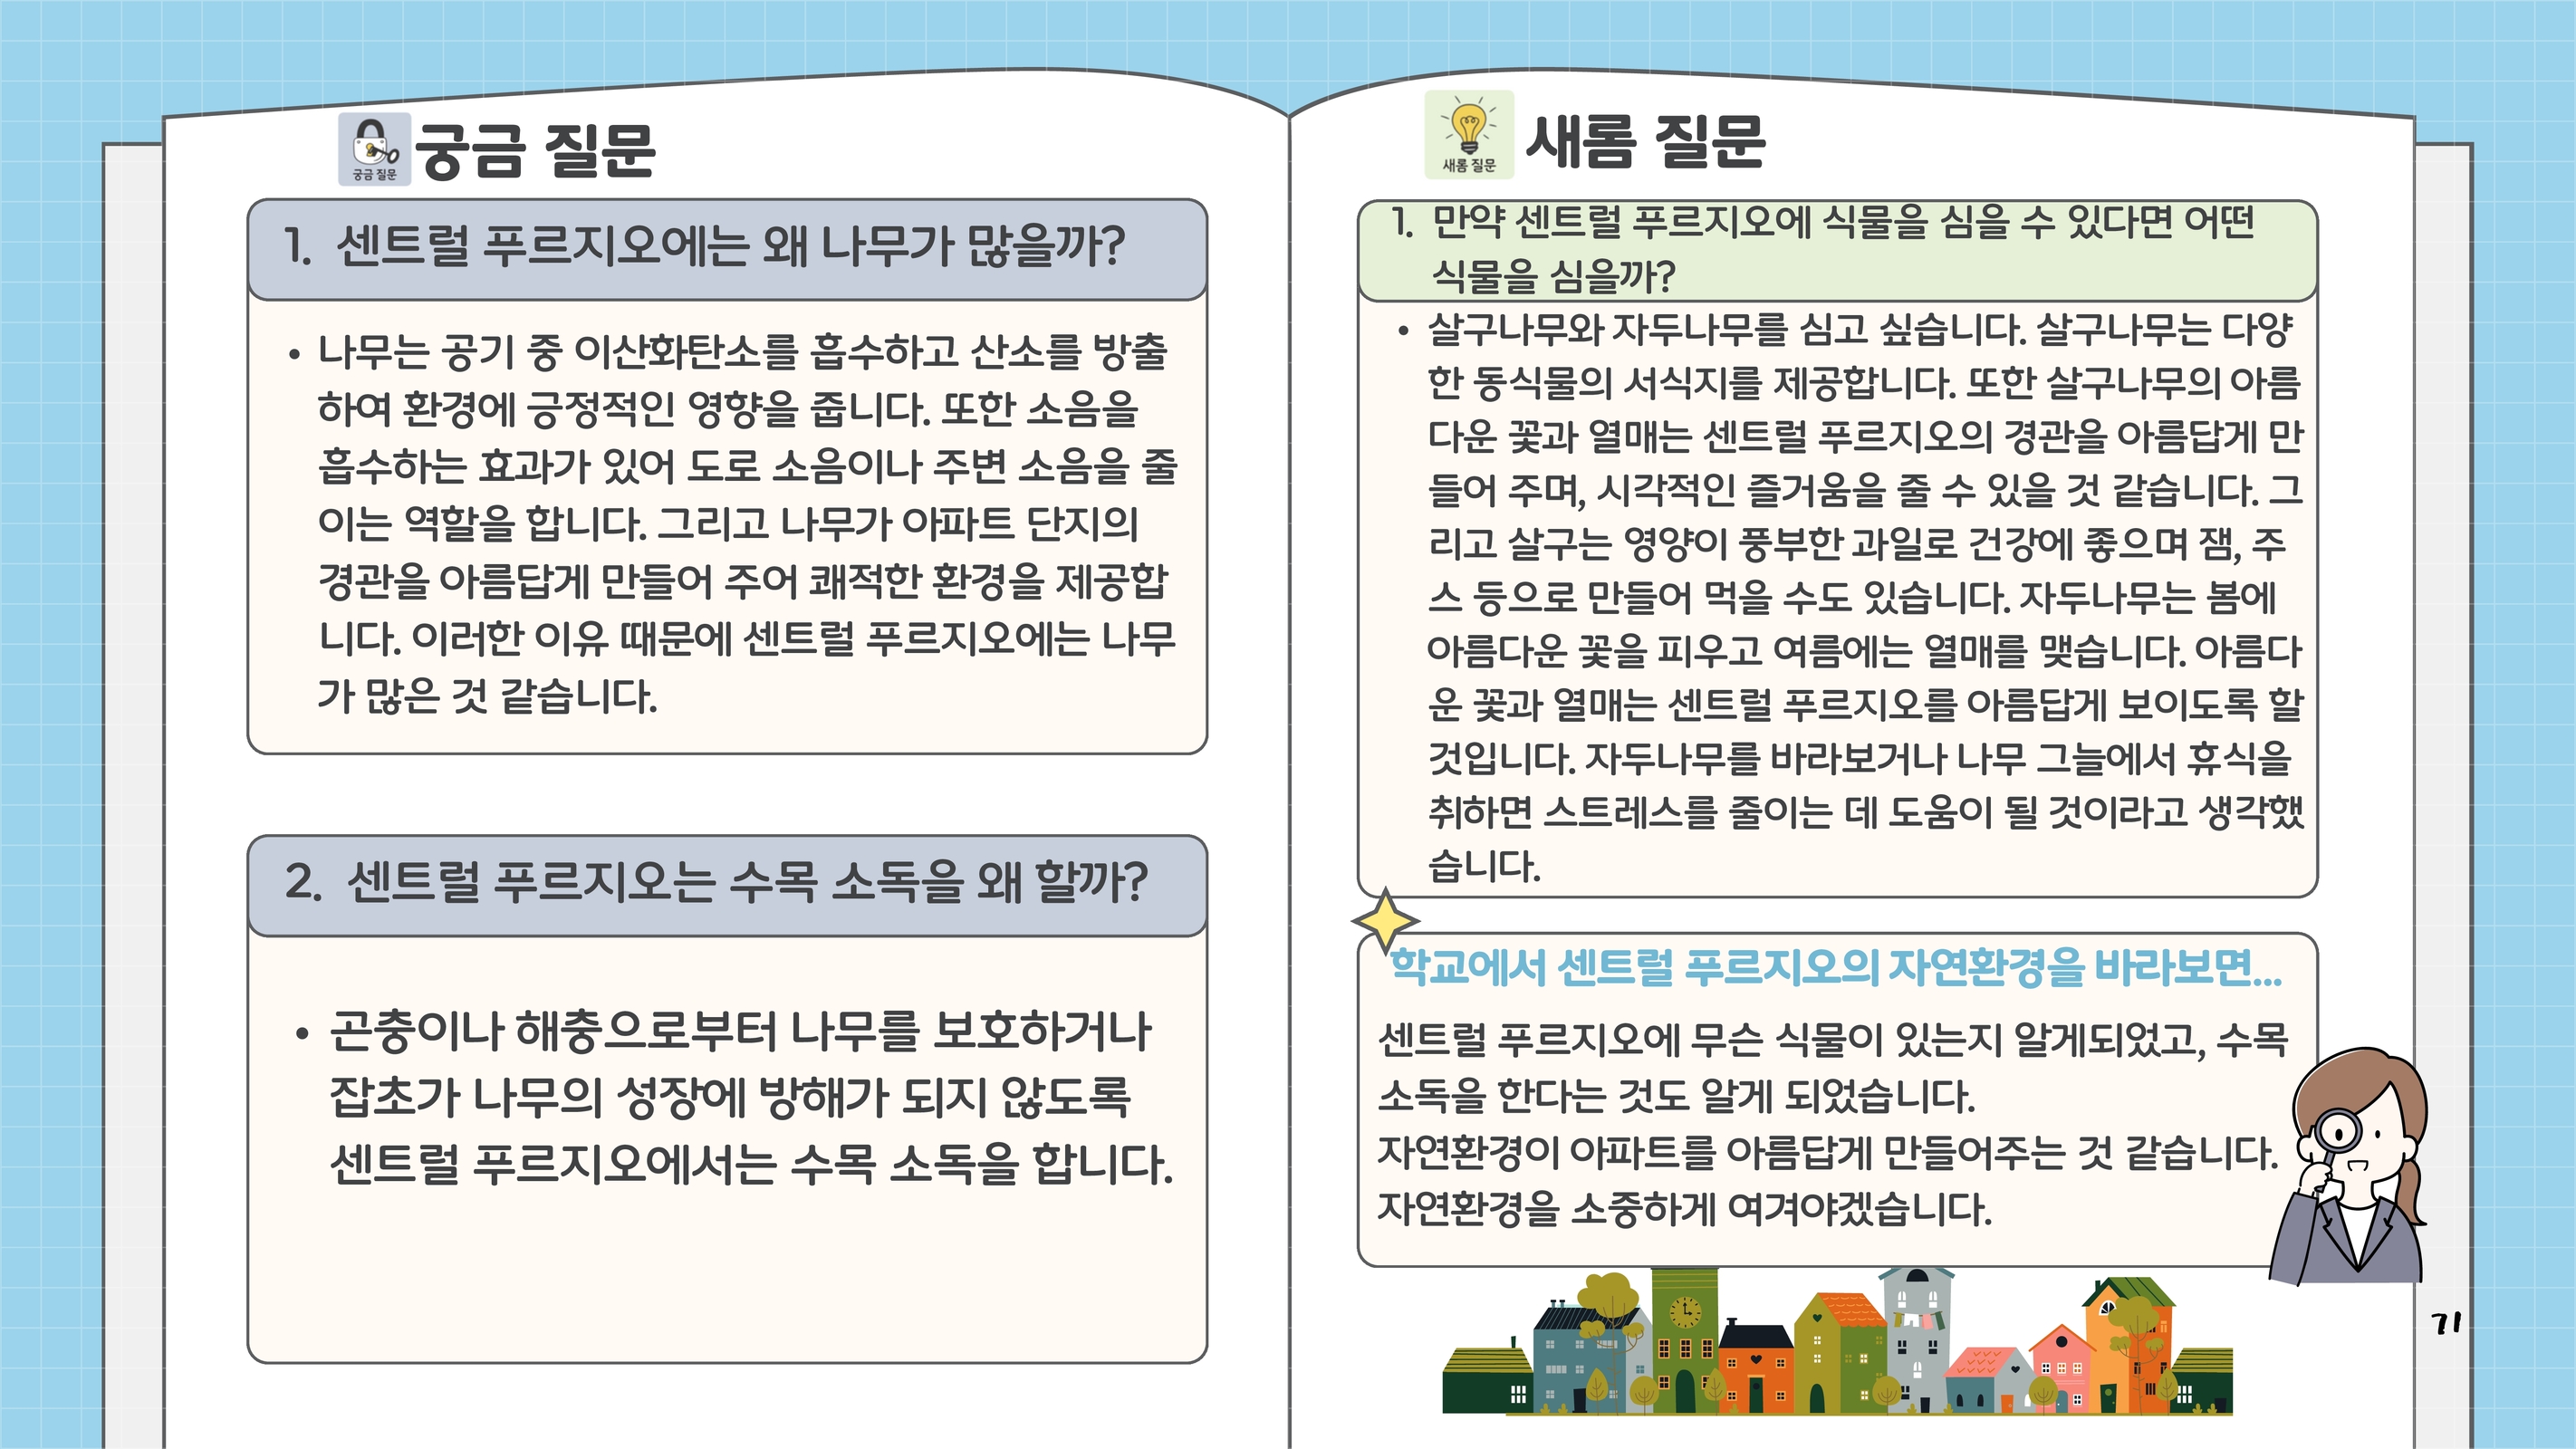 궁금 질문
궁금 질문
1. 센트럴 푸르지오에는 왜 나무가 많을까?
• 나무는 공기 중 이산화탄소를 흡수하고 산소를 방출
하여 환경에 긍정적인 영향을 줍니다. 또한 소음을
흡수하는 효과가 있어 도로 소음이나 주변 소음을 줄
이는 역할을 합니다. 그리고 나무가 아파트 단지의
경관을 아름답게 만들어 주어 쾌적한 환경을 제공합
니다. 이러한 이유 때문에 센트럴 푸르지오에는 나무
가 많은 것 같습니다.
2. 센트럴 푸르지오는 수목 소독을 왜 할까?
• 곤충이나 해충으로부터 나무를 보호하거나
잡초가 나무의 성장에 방해가 되지 않도록
센트럴 푸르지오에서는 수목 소독을 합니다.
새롬 질문
새롬 질문
1. 만약 센트럴 푸르지오에 식물을 심을 수 있다면 어떤
식물을 심을까?
• 살구나무와 자두나무를 심고 싶습니다. 살구나무는 다양
한 동식물의 서식지를 제공합니다. 또한 살구나무의 아름
다운 꽃과 열매는 센트럴 푸르지오의 경관을 아름답게 만
들어 주며, 시각적인 즐거움을 줄 수 있을 것 같습니다. 그
리고 살구는 영양이 풍부한 과일로 건강에 좋으며 잼, 주
스 등으로 만들어 먹을 수도 있습니다. 자두나무는 봄에
아름다운 꽃을 피우고 여름에는 열매를 맺습니다. 아름다
운 꽃과 열매는 센트럴 푸르지오를 아름답게 보이도록 할
것입니다. 자두나무를 바라보거나 나무 그늘에서 휴식을
취하면 스트레스를 줄이는 데 도움이 될 것이라고 생각했
습니다.
학교에서 센트럴 푸르지오의 자연환경을 바라보면...
센트럴 푸르지오에 무슨 식물이 있는지 알게되었고, 수목
소독을 한다는 것도 알게 되었습니다.
자연환경이 아파트를 아름답게 만들어주는 것 같습니다.
자연환경을 소중하게 여겨야겠습니다.
71